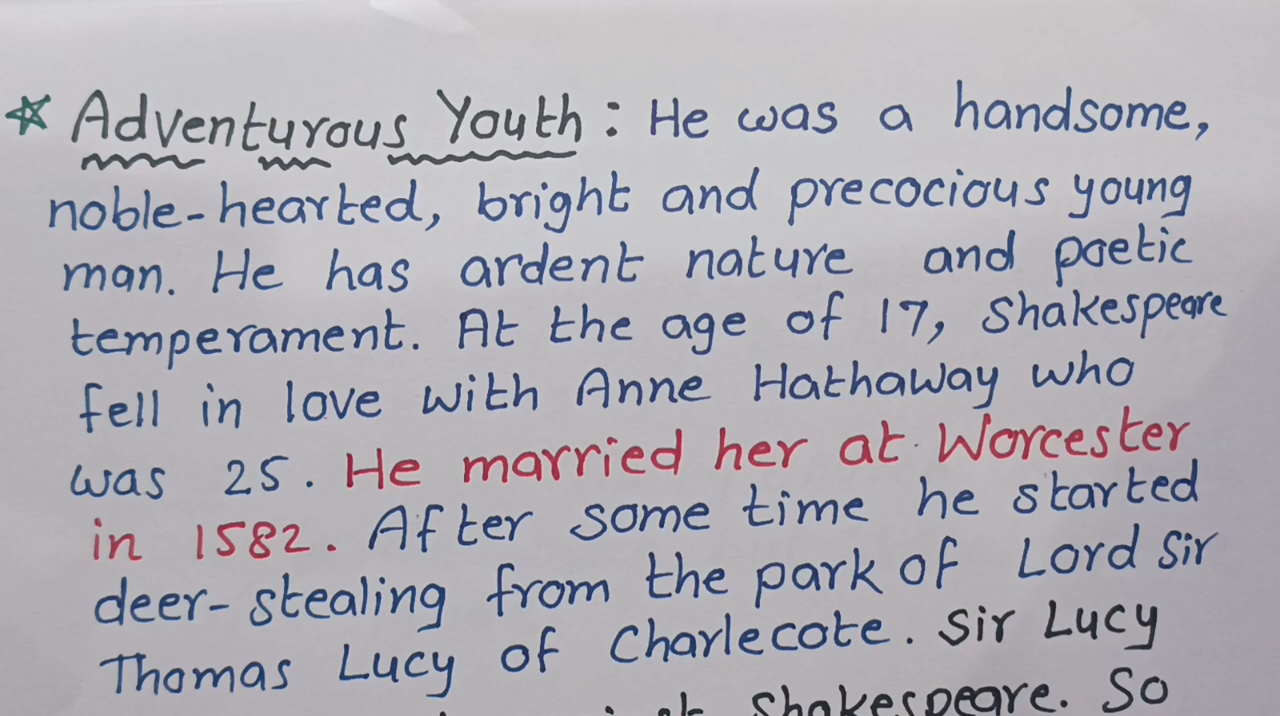 ☆ Adventurous Youth : He was a handsome,
noble-hearted, bright and precocious young
man. He has ardent nature and poetic
temperament. At the age of 17, Shakespeare
fell in love with Anne Hathaway who
was 25. He married her at Worcester
in 1582. After some time he started
deer-stealing from the park of Lord Sir
Thomas Lucy of Charlecote. Sir Lucy
Shakespeare. So